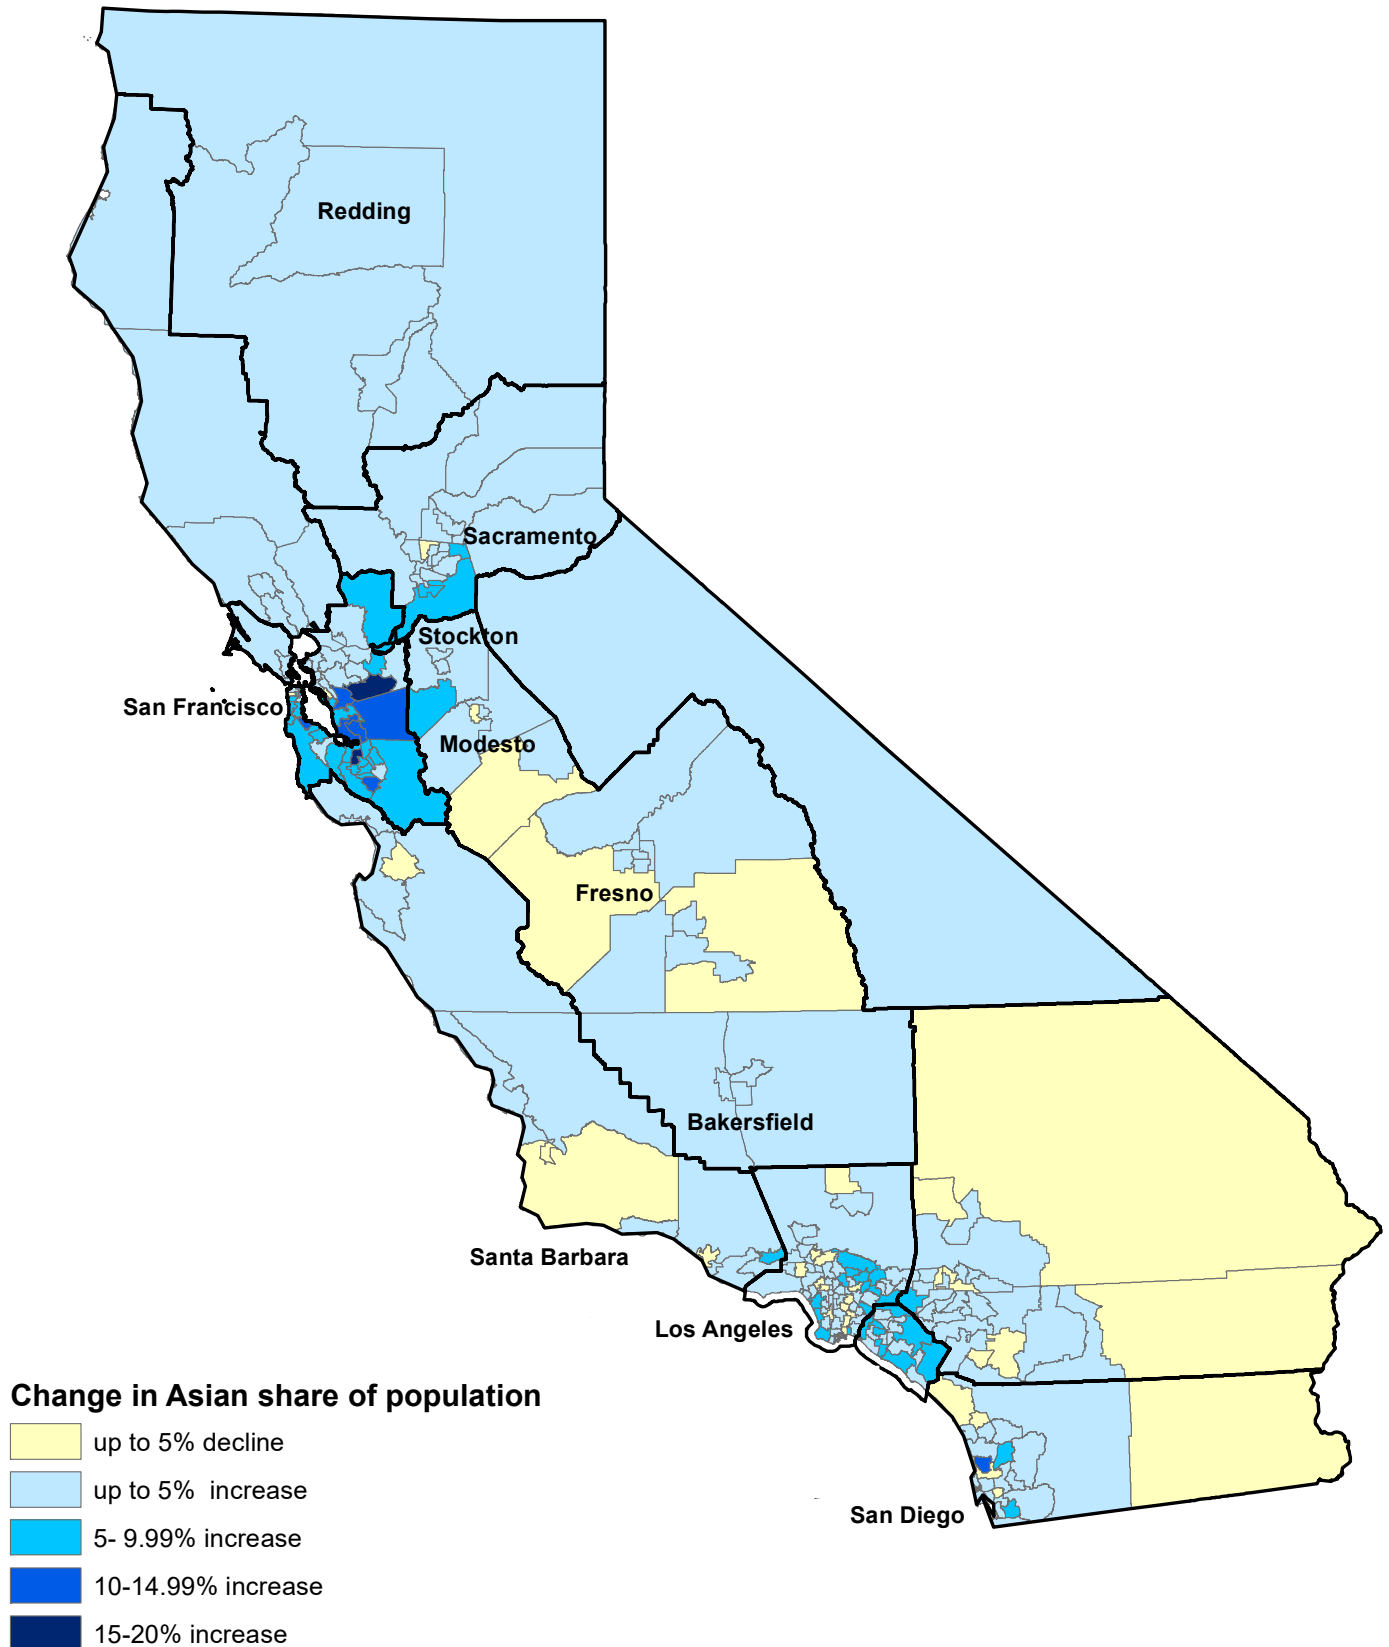 Redding
Sacramento
Stockton
San Francisco
Modesto
Fresno
Bakersfield
Santa Barbara
Los Angeles
San Diego
Change in Asian share of population
up to 5% decline
up to 5%  increase
5- 9.99% increase
10-14.99% increase
15-20% increase